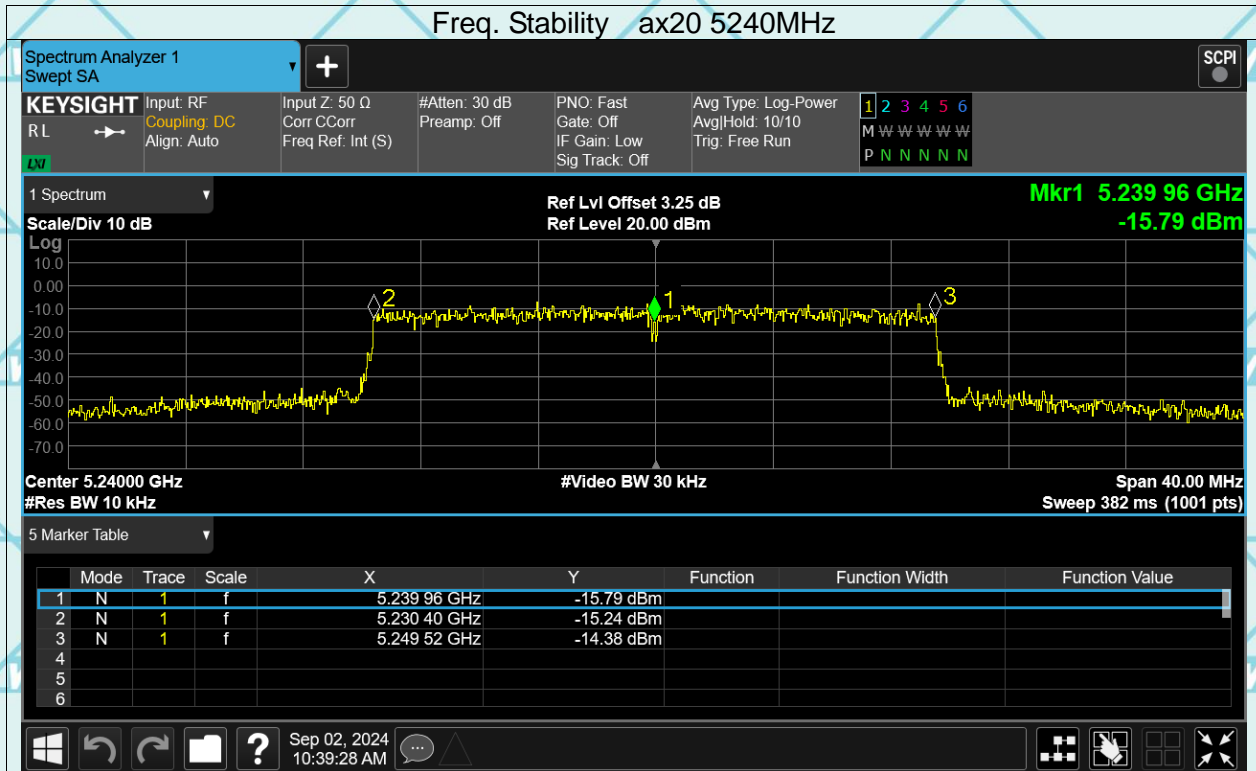 Freq. Stability ax20 5240MHz
Spectrum Analyzer 1
Swept SA
SCPI
KEYSIGHT Input: RF Input Z: 50 Ω #Atten: 30 dB PNO: Fast Avg Type: Log-Power 1 2 3 4 5 6
R L Coupling: DC Corr CCorr Preamp: Off Gate: Off Avg|Hold: 10/10 M W W W W W
Align: Auto Freq Ref: Int (S) IF Gain: Low Trig: Free Run
LXI Sig Track: Off P N N N N N
1 Spectrum Ref Lvl Offset 3.25 dB Mkr1 5.239 96 GHz
Scale/Div 10 dB Ref Level 20.00 dBm -15.79 dBm
Log
10.0
0.00
2 1 3
-10.0
-20.0
-30.0
-40.0
-50.0
-60.0
-70.0
Center 5.24000 GHz #Video BW 30 kHz Span 40.00 MHz
#Res BW 10 kHz Sweep 382 ms (1001 pts)
5 Marker Table
Mode Trace Scale X Y Function Function Width Function Value
1 N 1 f 5.239 96 GHz -15.79 dBm
2 N 1 f 5.230 40 GHz -15.24 dBm
3 N 1 f 5.249 52 GHz -14.38 dBm
4
5
6
? Sep 02, 2024
10:39:28 AM